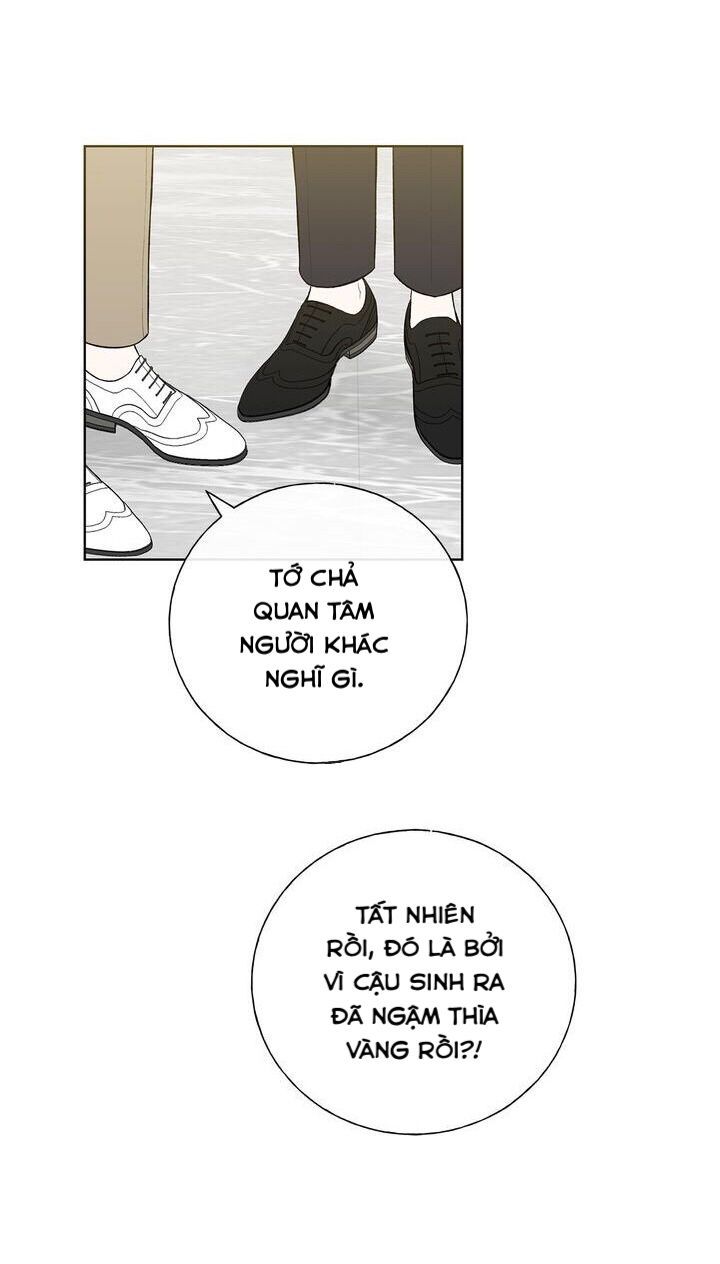 TỚ CHẢ
QUAN TÂM
NGƯỜI KHÁC
NGHĨ GÌ.
TẤT NHIÊN
RỒI, ĐÓ LÀ BỞI
VÌ CẬU SINH RA
ĐÃ NGẬM THÌA
VÀNG RỒI?!